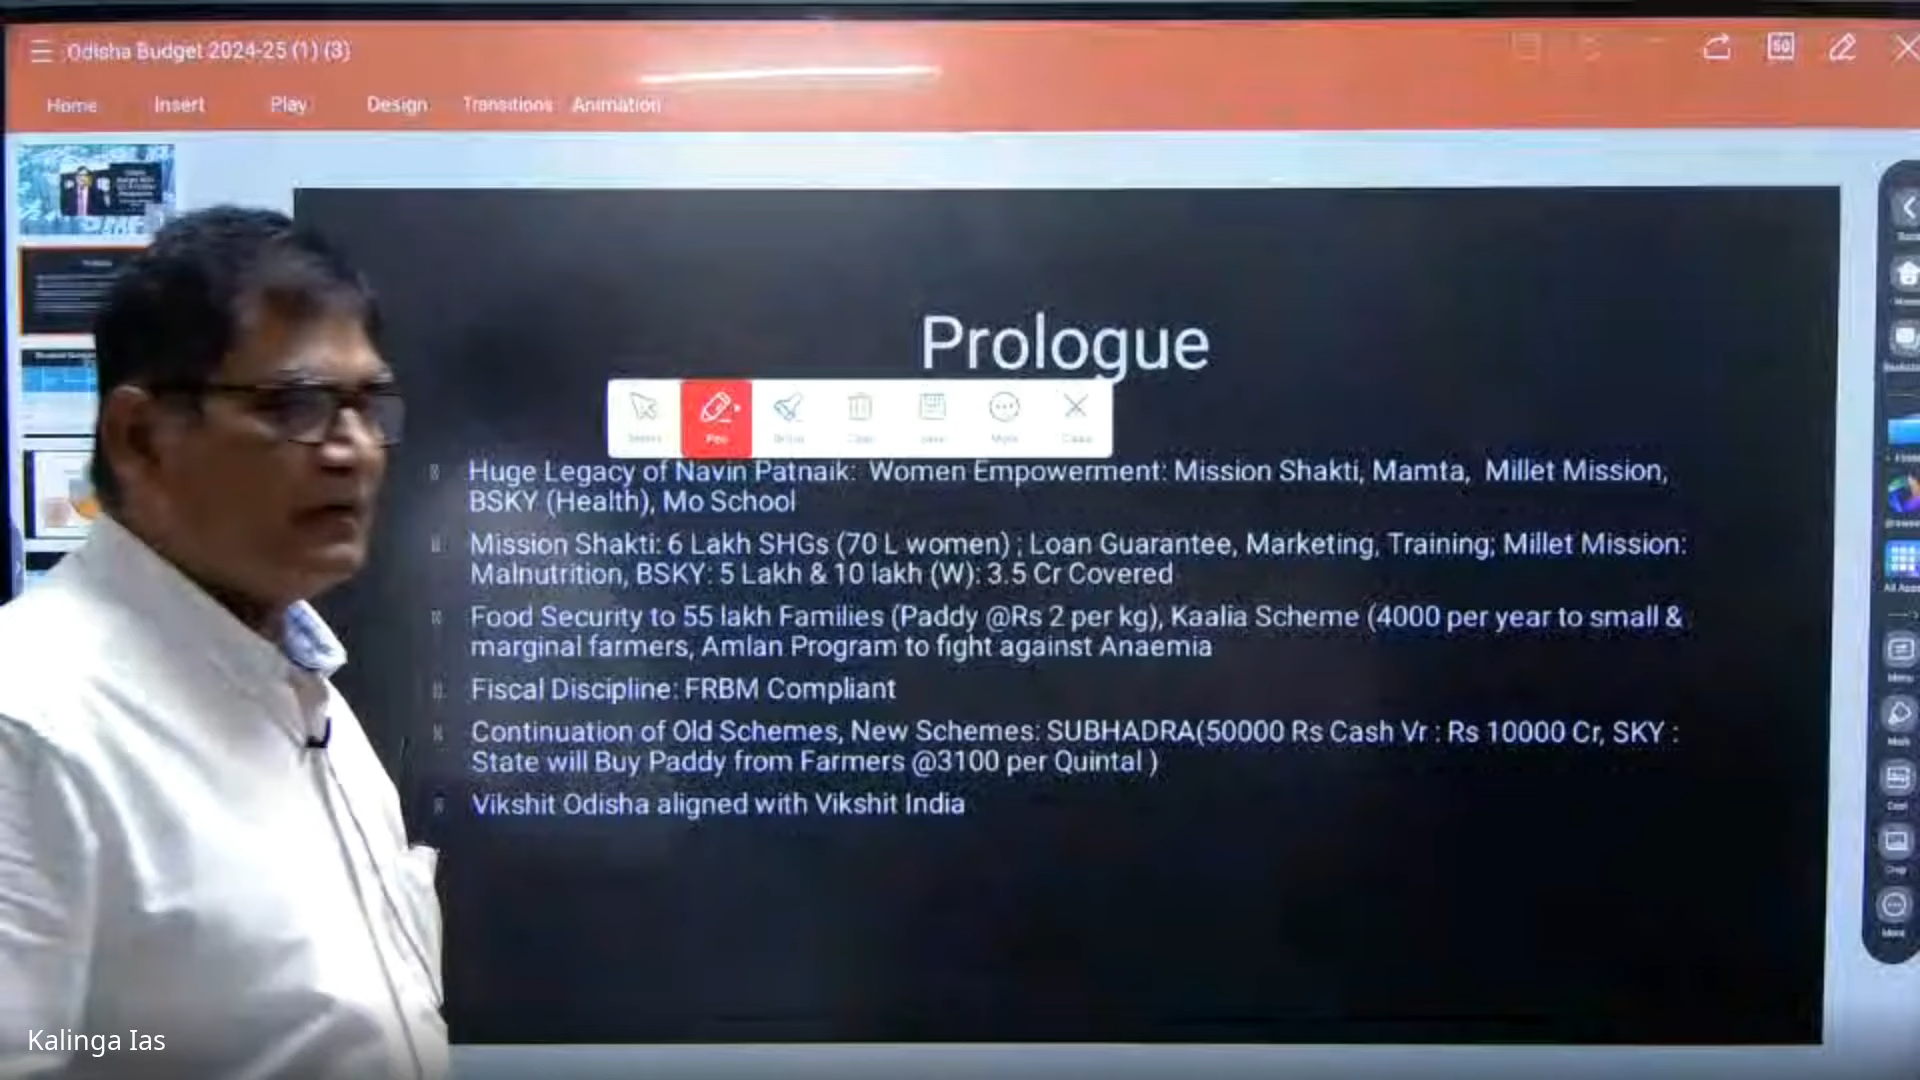 Odisha Budget 2024-25 (1) (3)
50
Home Insert Play Design Transitions Animation
Prologue
Pen
Huge Legacy of Navin Patnaik: Women Empowerment: Mission Shakti, Mamta, Millet Mission,
BSKY (Health), Mo School
Mission Shakti: 6 Lakh SHGs (70 L women) ; Loan Guarantee, Marketing, Training; Millet Mission:
Malnutrition, BSKY: 5 Lakh & 10 lakh (W): 3.5 Cr Covered
Food Security to 55 lakh Families (Paddy @Rs 2 per kg), Kaalia Scheme (4000 per year to small &
marginal farmers, Amlan Program to fight against Anaemia
Fiscal Discipline: FRBM Compliant
Continuation of Old Schemes, New Schemes: SUBHADRA(50000 Rs Cash Vr : Rs 10000 Cr, SKY :
State will Buy Paddy from Farmers @3100 per Quintal )
Vikshit Odisha aligned with Vikshit India
Menu
More
Kalinga Ias